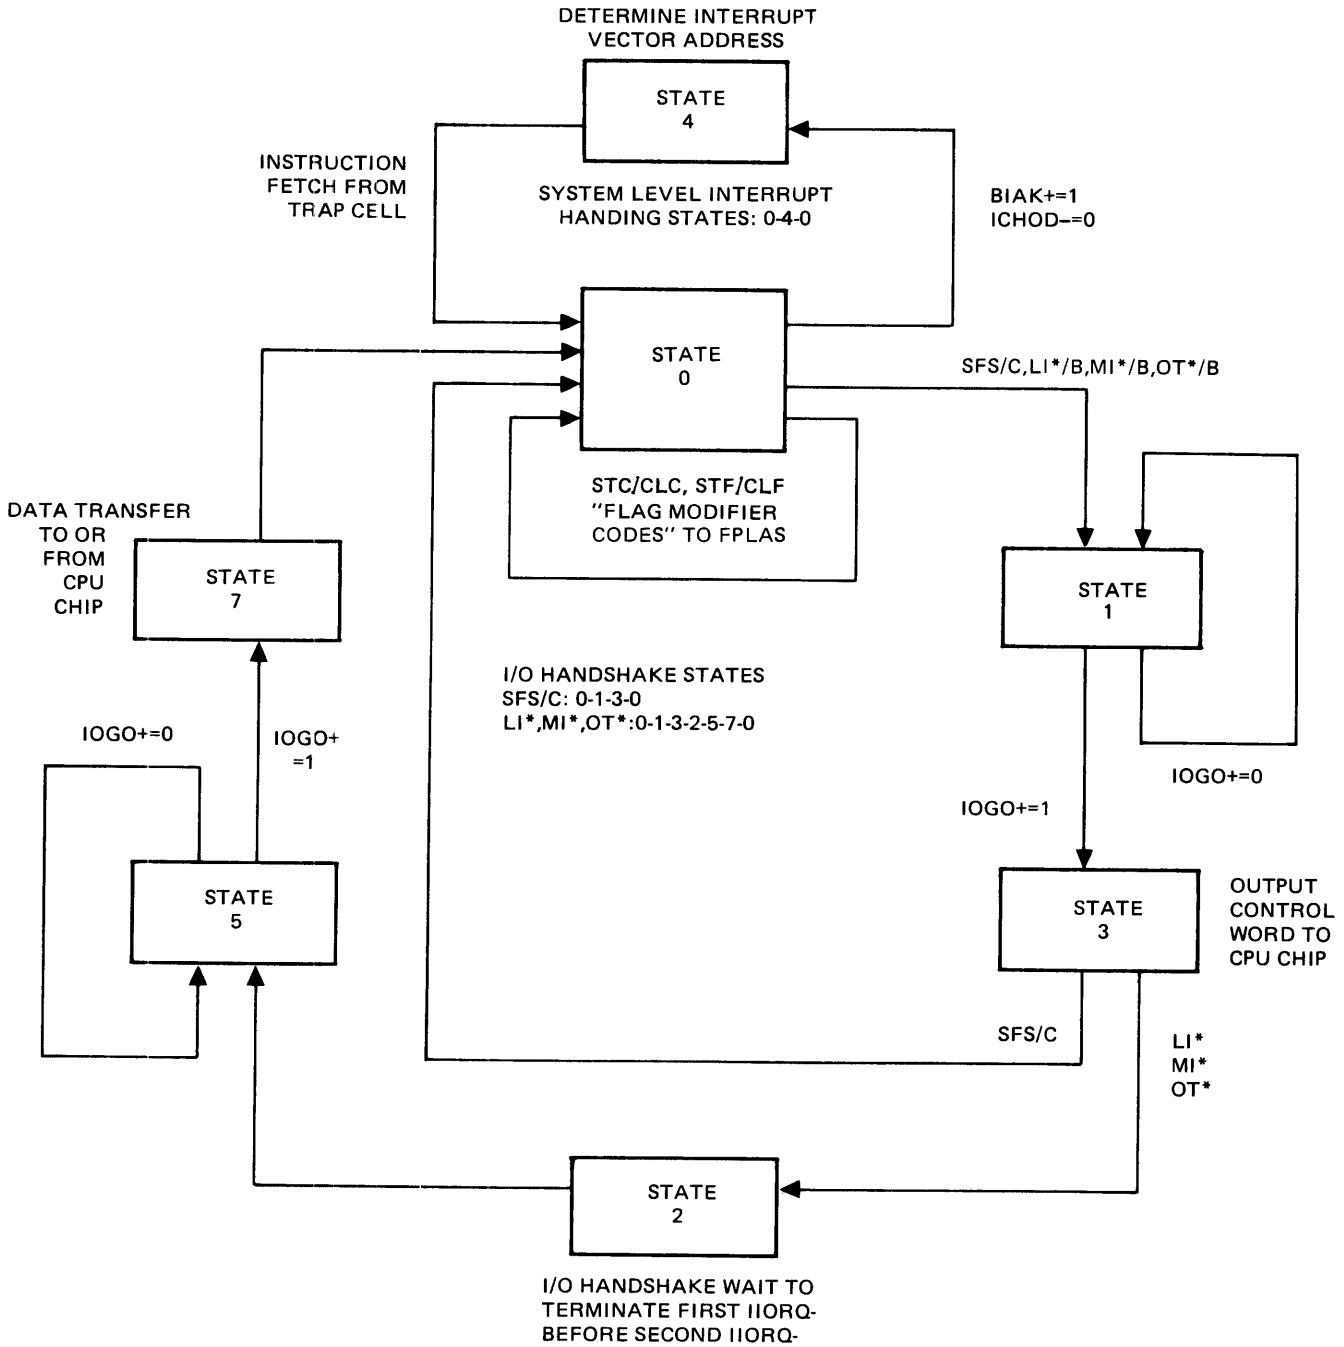 DETERMINE INTERRUPT
VECTOR ADDRESS
STATE
4
INSTRUCTION
FETCH FROM
TRAP CELL
SYSTEM LEVEL INTERRUPT
HANDING STATES: 0-4-0
BIAK+=1
ICHOD–=0
STATE
0
SFS/C,LI*/B,MI*/B,OT*/B
STC/CLC, STF/CLF
"FLAG MODIFIER
CODES" TO FPLAS
DATA TRANSFER
TO OR
FROM
CPU
CHIP
STATE
7
STATE
1
I/O HANDSHAKE STATES
SFS/C: 0-1-3-0
LI*,MI*,OT*:0-1-3-2-5-7-0
IOGO+=0
IOGO+
=1
IOGO+=0
IOGO+=1
STATE
5
STATE
3
OUTPUT
CONTROL
WORD TO
CPU CHIP
SFS/C
LI*
MI*
OT*
STATE
2
I/O HANDSHAKE WAIT TO
TERMINATE FIRST IIORQ-
BEFORE SECOND IIORQ-